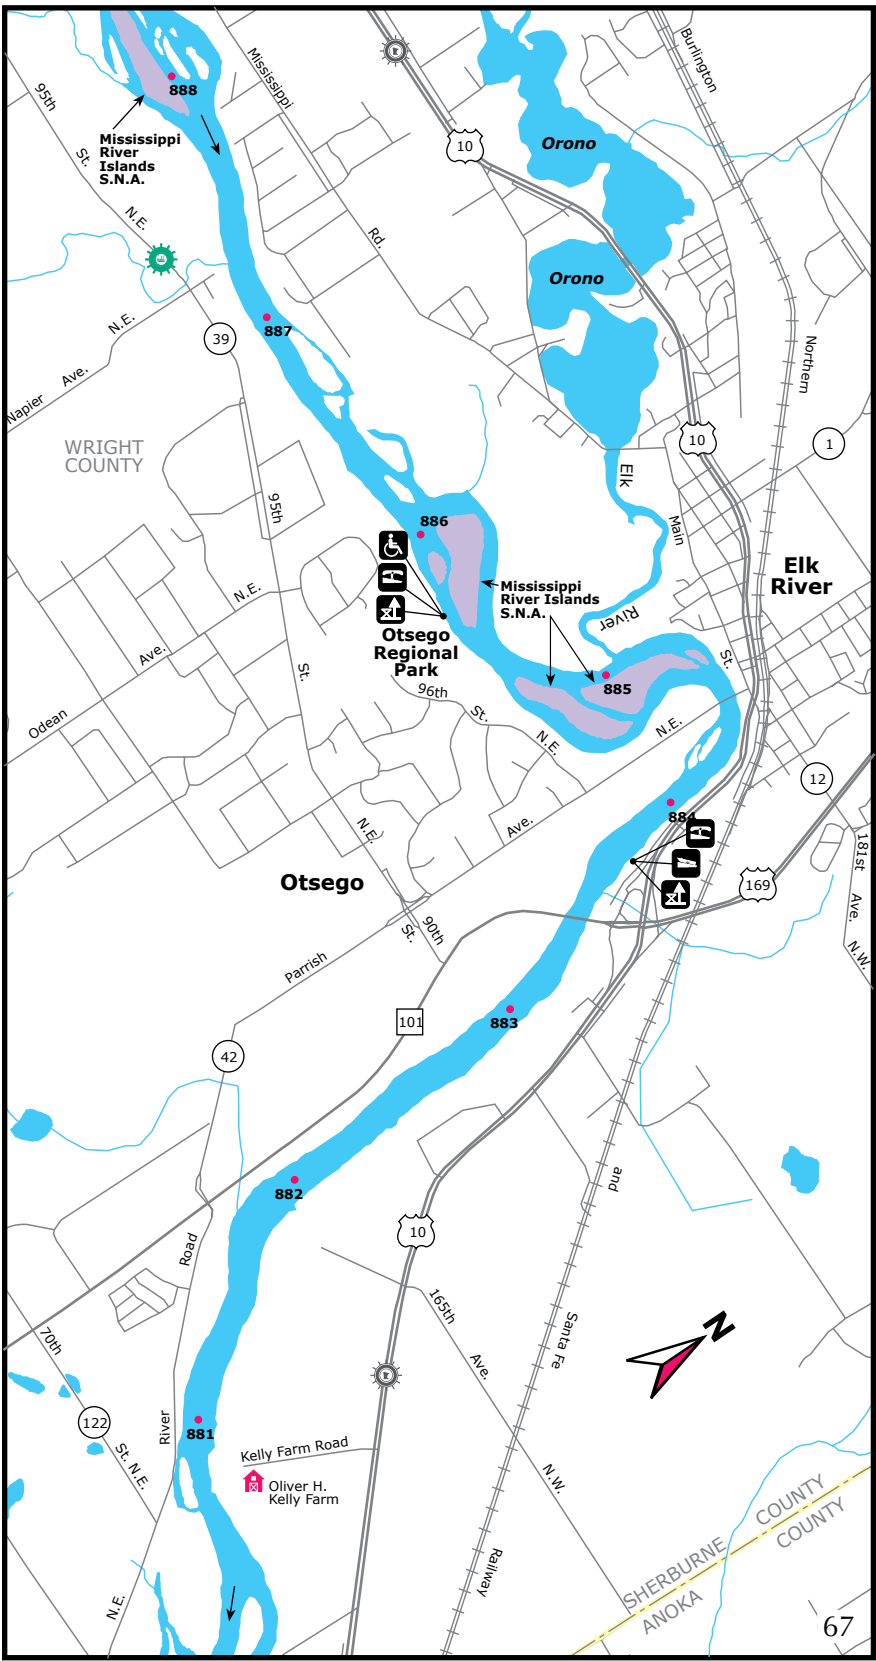 Burlington
Mississippi
95th
888
Mississippi
River
Islands
S.N.A.
10
Orono
St.
N.E.
Rd.
Orono
N.E.
887
39
Northern
Ave.
Napier
WRIGHT
COUNTY
10
1
Elk
95th
886
Main
Elk
River
Mississippi
River Islands
S.N.A.
N.E.
River
Otsego
Regional
Park
Ave.
St.
St.
885
96th
Odean
St.
N.E.
N.E.
12
884
Ave.
N.E.
181st
Otsego
169
Ave.
90th
St.
N.W.
Parrish
101
883
42
and
882
Road
10
165th
Santa Fe
N
70th
Ave.
122
River
881
St. N.E.
Kelly Farm Road
Oliver H.
Kelly Farm
N.W.
COUNTY
COUNTY
SHERBURNE
ANOKA
Railway
N.E.
67